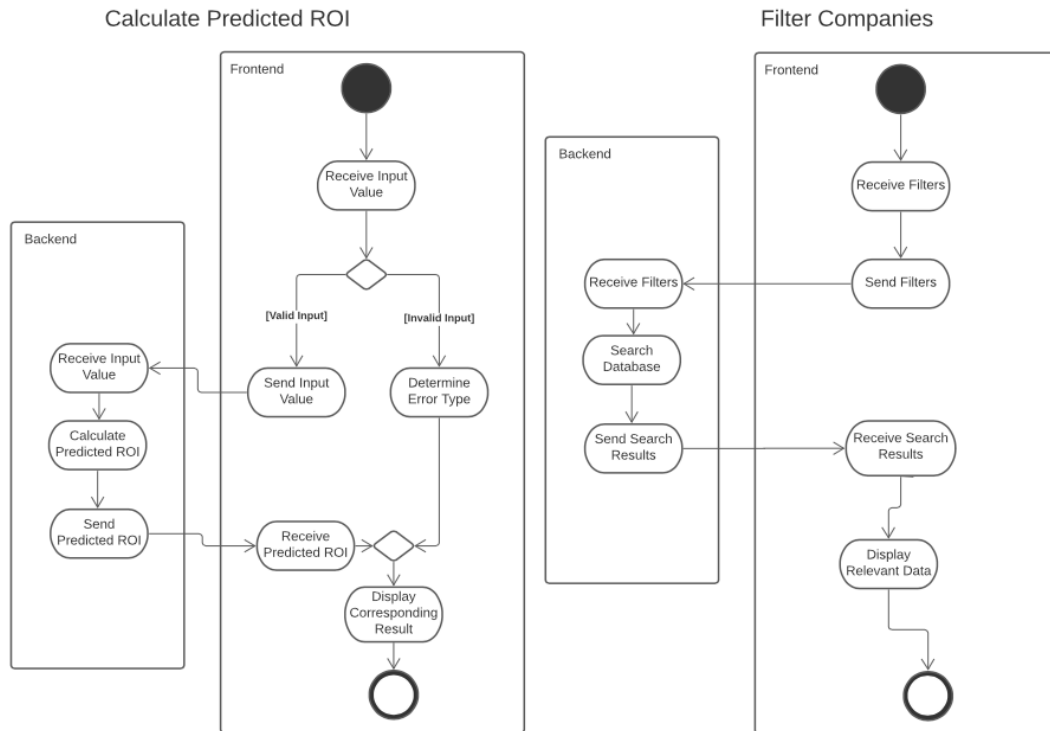 Calculate Predicted ROI
Frontend
Receive Input
Value
[Valid Input]
[Invalid Input]
Send Input
Value
Determine
Error Type
Backend
Receive Input
Value
Calculate
Predicted ROI
Send
Predicted ROI
Receive
Predicted ROI
Display
Corresponding
Result
Filter Companies
Frontend
Receive Filters
Send Filters
Backend
Receive Filters
Search
Database
Send Search
Results
Receive Search
Results
Display
Relevant Data